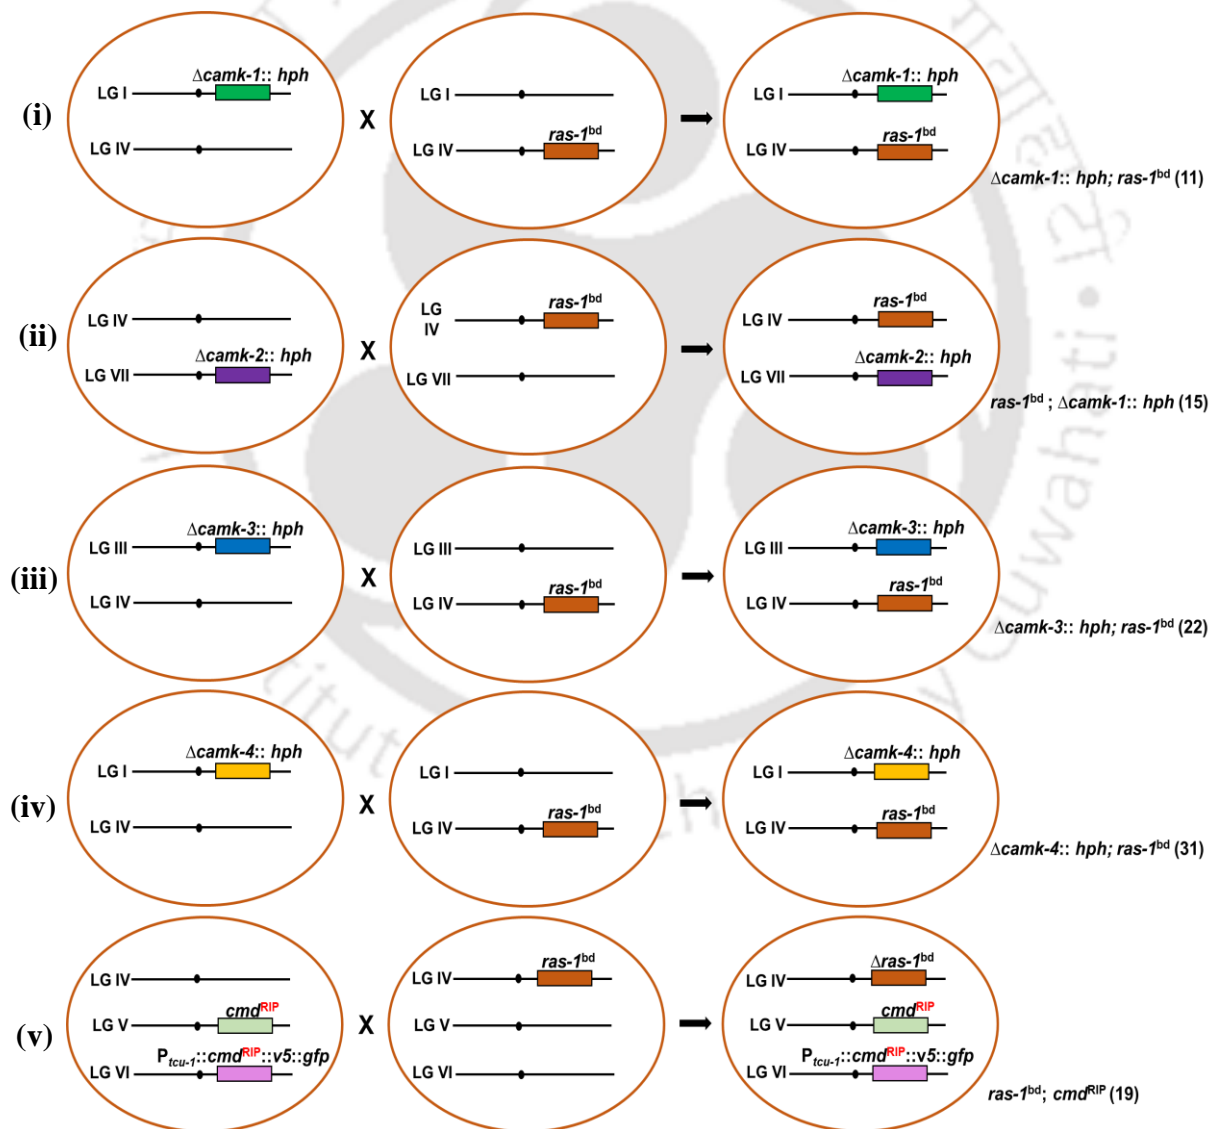 (i)
Δcamk-1:: hph
LG I
LG IV
X
LG I
ras-1bd
LG IV
Δcamk-1:: hph
LG I
ras-1bd
LG IV
Δcamk-1:: hph; ras-1bd (11)
(ii)
LG IV
Δcamk-2:: hph
LG VII
X
LG
IV
ras-1bd
LG VII
ras-1bd
LG IV
Δcamk-2:: hph
LG VII
ras-1bd ; Δcamk-1:: hph (15)
(iii)
Δcamk-3:: hph
LG III
LG IV
X
LG III
ras-1bd
LG IV
Δcamk-3:: hph
LG III
ras-1bd
LG IV
Δcamk-3:: hph; ras-1bd (22)
(iv)
Δcamk-4:: hph
LG I
LG IV
X
LG I
ras-1bd
LG IV
Δcamk-4:: hph
LG I
ras-1bd
LG IV
Δcamk-4:: hph; ras-1bd (31)
(v)
LG IV
cmdRIP
LG V
Ptcu-1::cmdRIP::v5::gfp
LG VI
X
ras-1bd
LG IV
LG V
LG VI
Δras-1bd
LG IV
cmdRIP
LG V
Ptcu-1::cmdRIP::v5::gfp
LG VI
ras-1bd; cmdRIP (19)
Guwahati